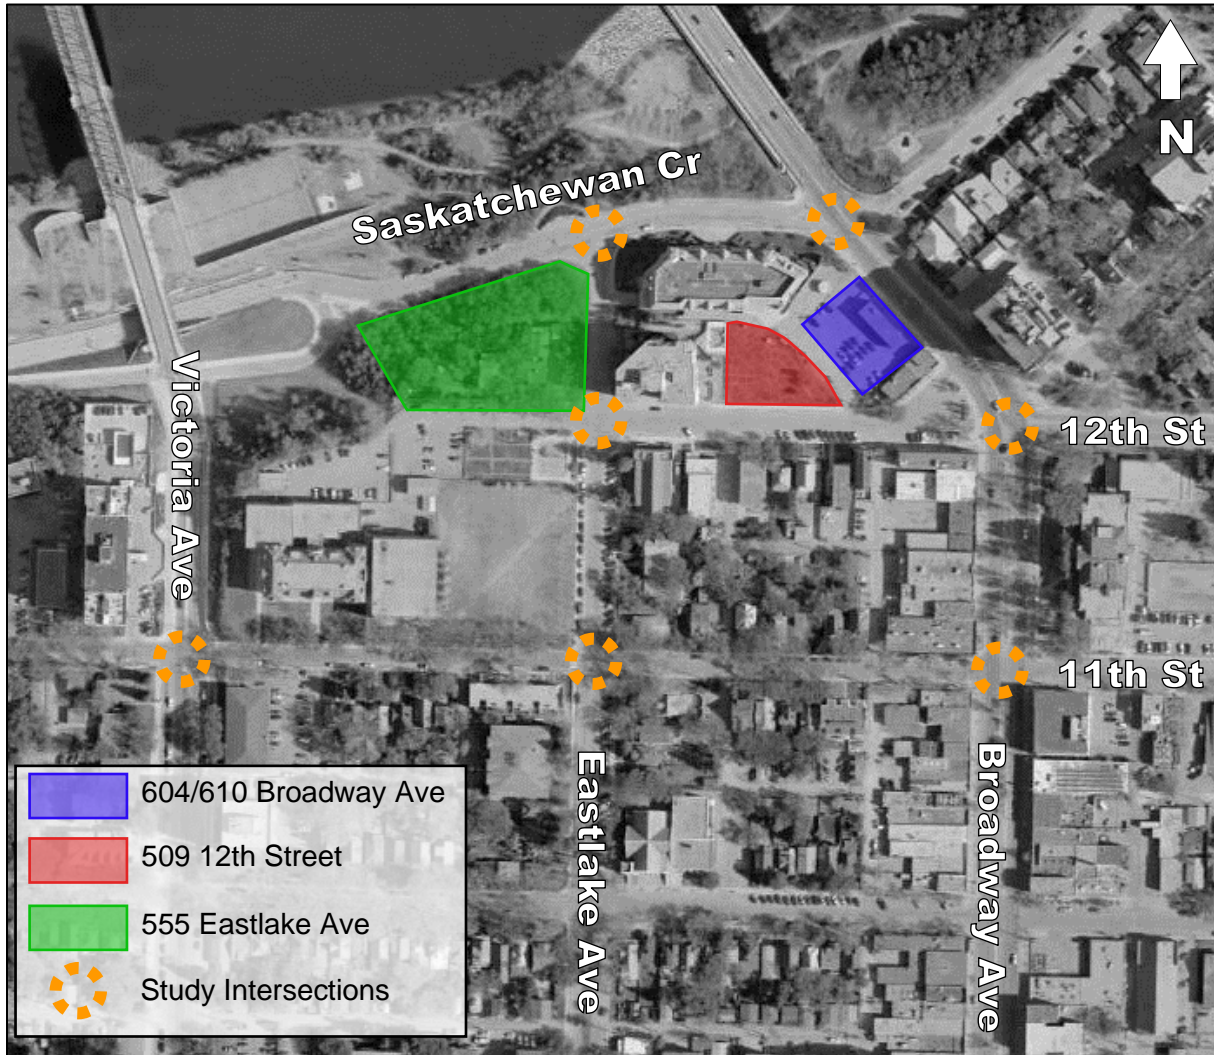 N
Saskatchewan Cr
Victoria Ave
12th St
11th St
Eastlake Ave
Broadway Ave
604/610 Broadway Ave
509 12th Street
555 Eastlake Ave
Study Intersections